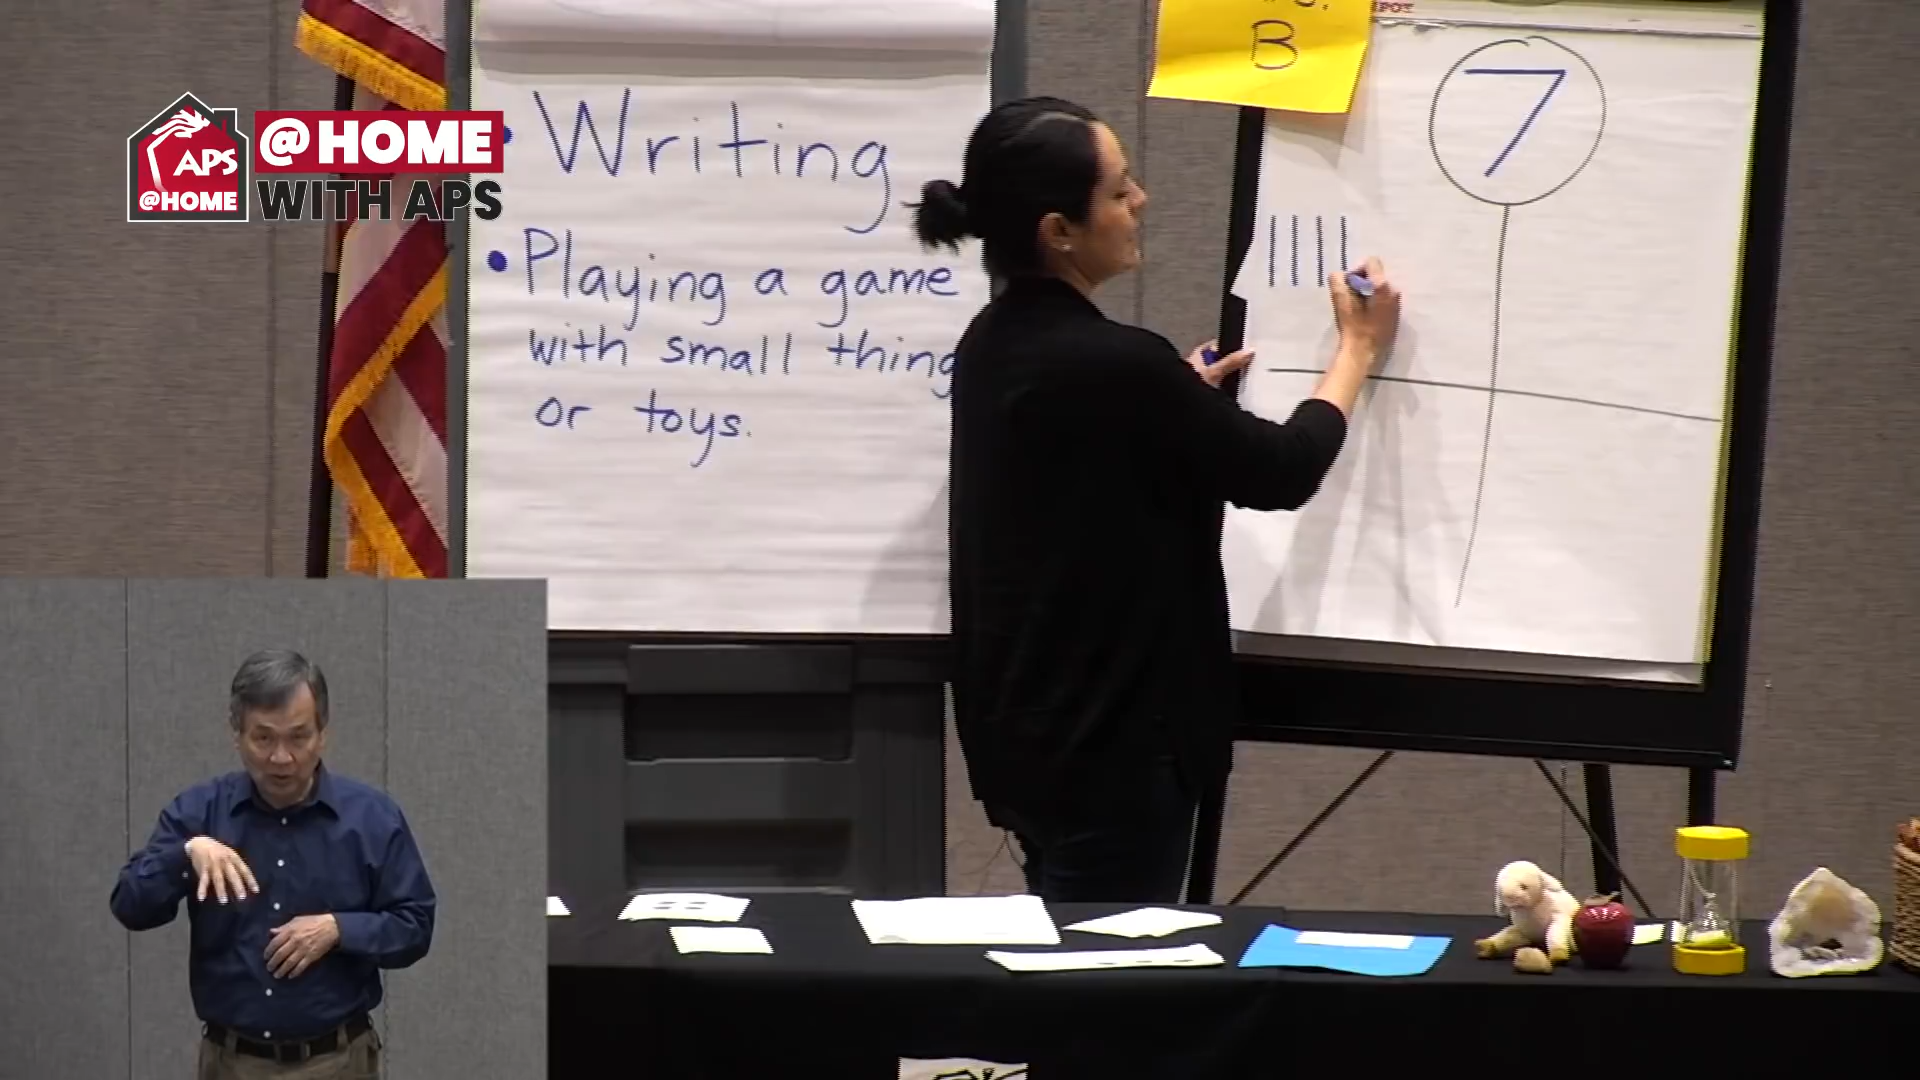 APS
@HOME
@HOME
WITH APS
• Writing
• Playing a game
with small thing
or toys.
B
7